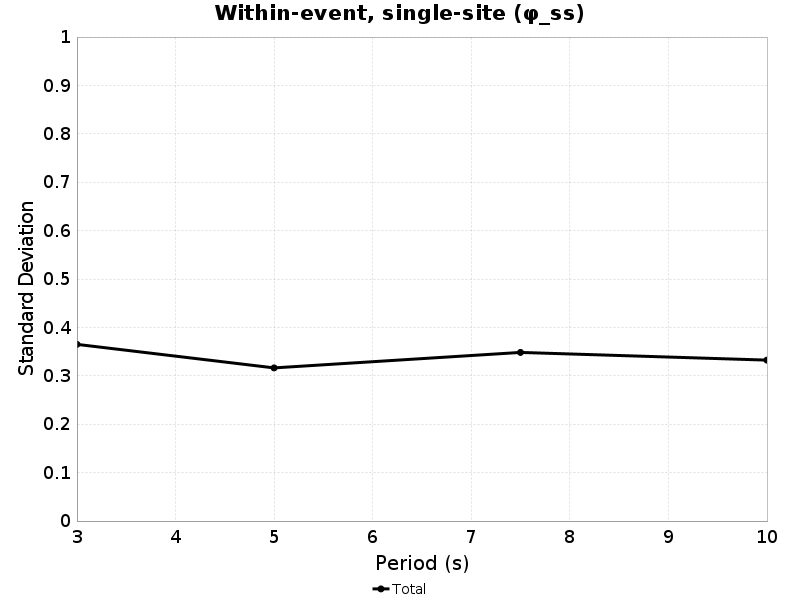 Within-event, single-site (φ_ss)
1
0.9
0.8
0.7
0.6
0.5
0.4
0.3
0.2
0.1
0
Standard Deviation
3 4 5 6 7 8 9 10
Period (s)
Total